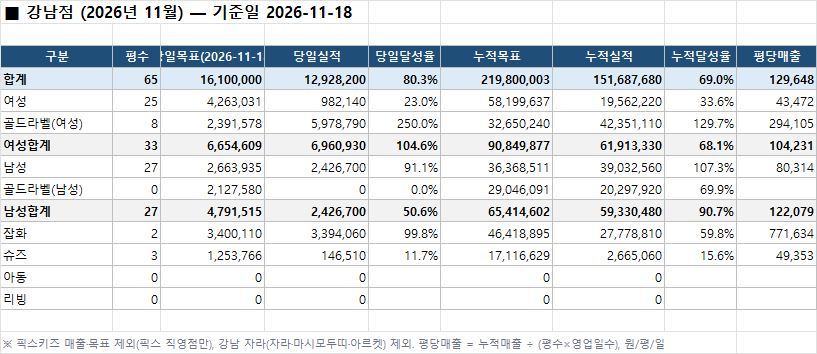 ■ 강남점 (2026년 11월) — 기준일 2026-11-18
구분 평수 당일목표(2026-11-1 당일실적 당일달성율 누적목표 누적실적 누적달성율 평당매출
합계 65 16,100,000 12,928,200 80.3% 219,800,003 151,687,680 69.0% 129,648
여성 25 4,263,031 982,140 23.0% 58,199,637 19,562,220 33.6% 43,472
골드라벨(여성) 8 2,391,578 5,978,790 250.0% 32,650,240 42,351,110 129.7% 294,105
여성합계 33 6,654,609 6,960,930 104.6% 90,849,877 61,913,330 68.1% 104,231
남성 27 2,663,935 2,426,700 91.1% 36,368,511 39,032,560 107.3% 80,314
골드라벨(남성) 0 2,127,580 0 0.0% 29,046,091 20,297,920 69.9%
남성합계 27 4,791,515 2,426,700 50.6% 65,414,602 59,330,480 90.7% 122,079
잡화 2 3,400,110 3,394,060 99.8% 46,418,895 27,778,810 59.8% 771,634
슈즈 3 1,253,766 146,510 11.7% 17,116,629 2,665,060 15.6% 49,353
아동 0 0 0 0
리빙 0 0 0 0
※ 픽스키즈 매출·목표 제외(픽스 직영점만), 강남 자라(자라·마시모두띠·아르켓) 제외. 평당매출 = 누적매출 ÷ (평수×영업일수), 원/평/일